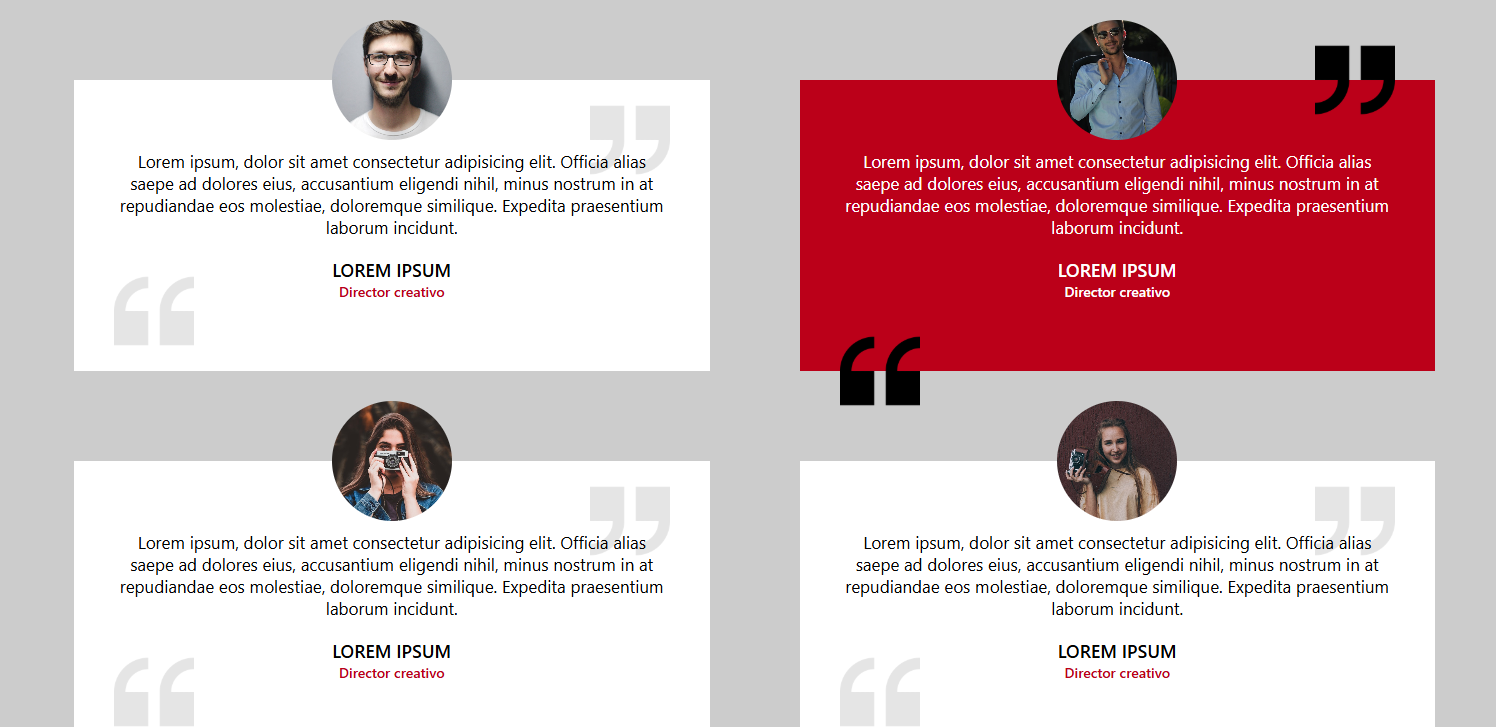 Lorem ipsum, dolor sit amet consectetur adipisicing elit. Officia alias
saepe ad dolores eius, accusantium eligendi nihil, minus nostrum in at
repudiandae eos molestiae, doloremque similique. Expedita praesentium
laborum incidunt.
LOREM IPSUM
Director creativo
Lorem ipsum, dolor sit amet consectetur adipisicing elit. Officia alias
saepe ad dolores eius, accusantium eligendi nihil, minus nostrum in at
repudiandae eos molestiae, doloremque similique. Expedita praesentium
laborum incidunt.
LOREM IPSUM
Director creativo
Lorem ipsum, dolor sit amet consectetur adipisicing elit. Officia alias
saepe ad dolores eius, accusantium eligendi nihil, minus nostrum in at
repudiandae eos molestiae, doloremque similique. Expedita praesentium
laborum incidunt.
LOREM IPSUM
Director creativo
Lorem ipsum, dolor sit amet consectetur adipisicing elit. Officia alias
saepe ad dolores eius, accusantium eligendi nihil, minus nostrum in at
repudiandae eos molestiae, doloremque similique. Expedita praesentium
laborum incidunt.
LOREM IPSUM
Director creativo